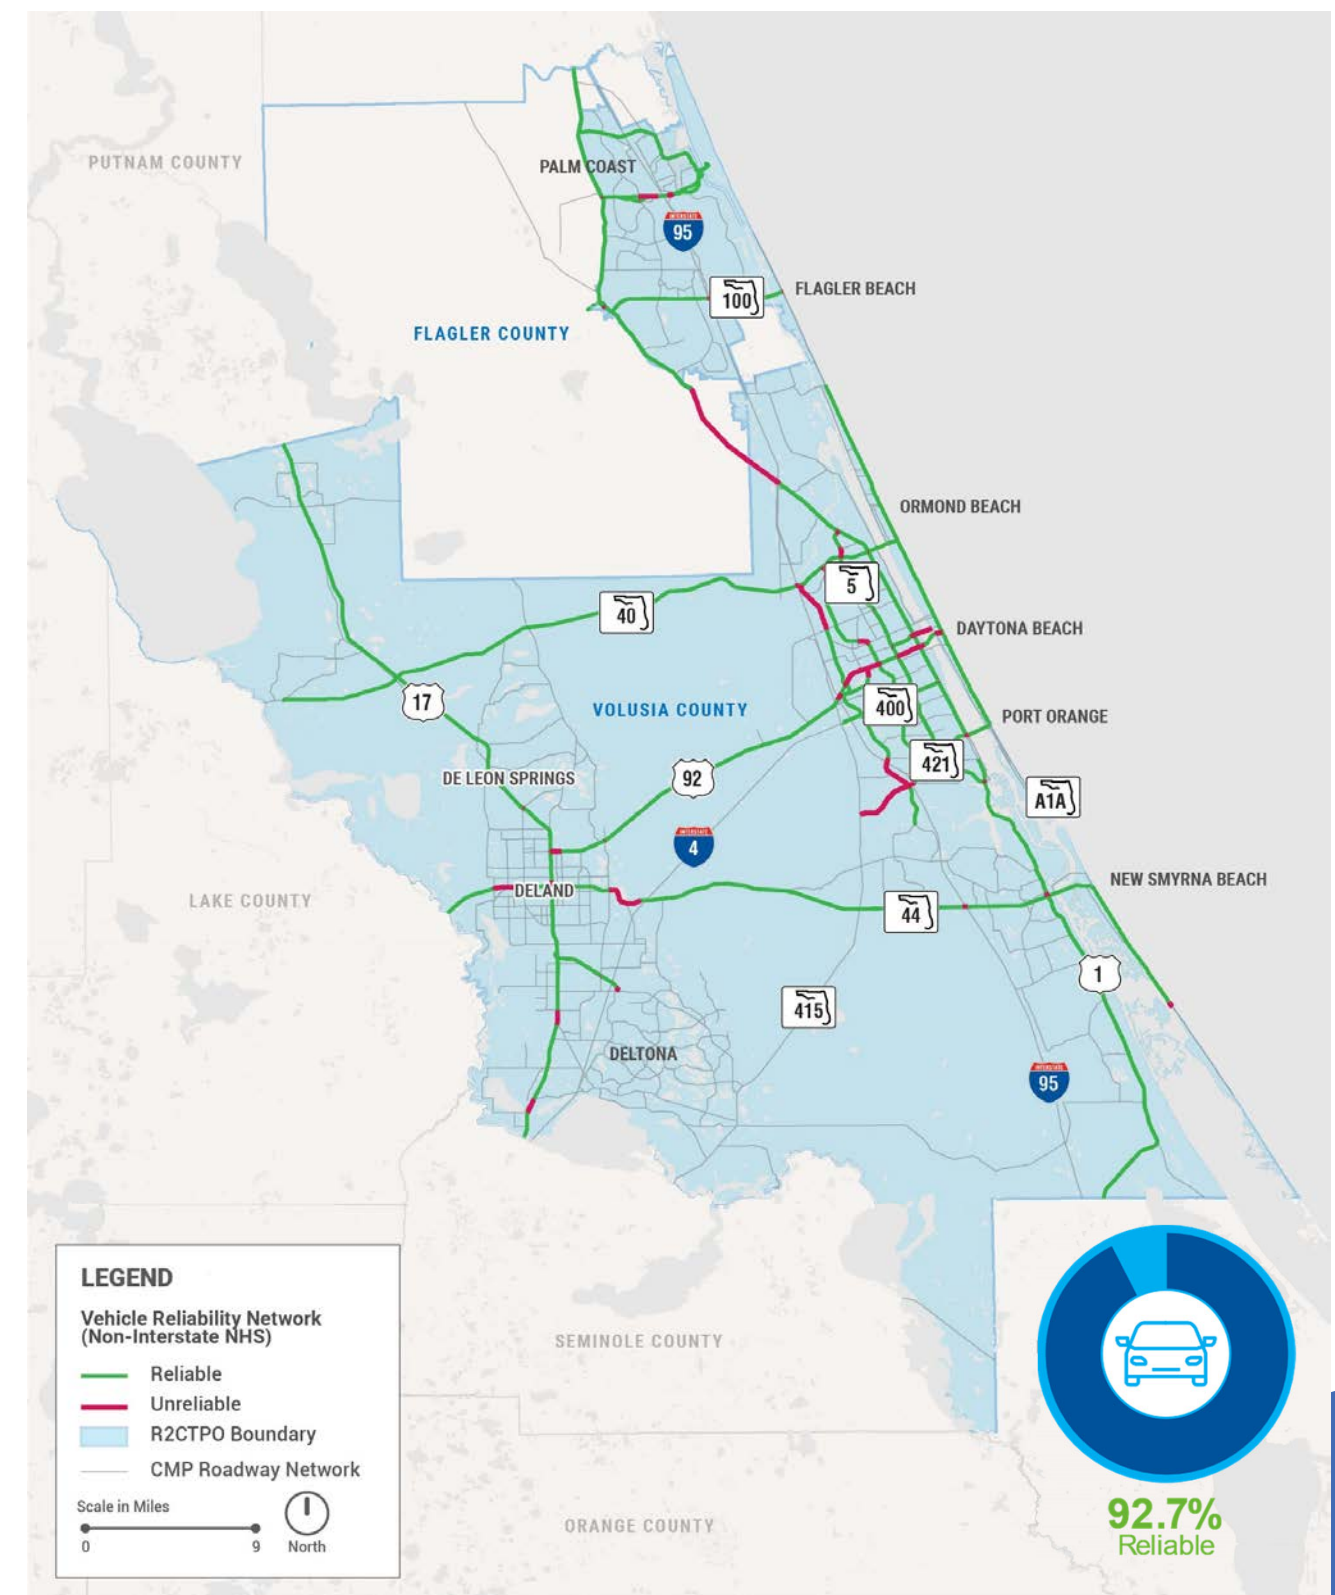 PUTNAM COUNTY
PALM COAST
INTERSTATE
95
100
FLAGLER BEACH
FLAGLER COUNTY
ORMOND BEACH
5
40
DAYTONA BEACH
17
VOLUSIA COUNTY
400
PORT ORANGE
421
DE LEON SPRINGS
92
A1A
INTERSTATE
4
NEW SMYRNA BEACH
DELAND
LAKE COUNTY
44
1
415
DELTONA
INTERSTATE
95
LEGEND
Vehicle Reliability Network
(Non-Interstate NHS)
Reliable
Unreliable
R2CTPO Boundary
CMP Roadway Network
Scale in Miles
0 9 North
SEMINOLE COUNTY
ORANGE COUNTY
92.7%
Reliable